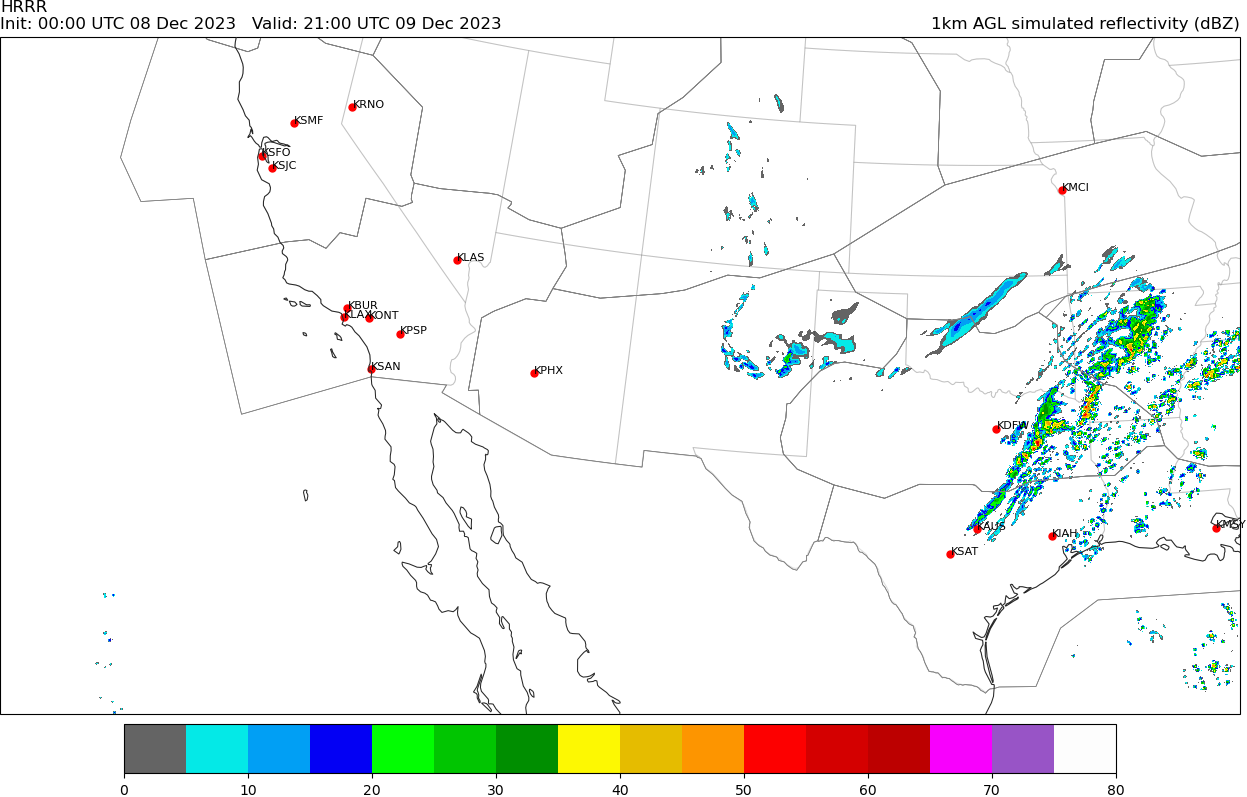 HRRR
Init: 00:00 UTC 08 Dec 2023   Valid: 21:00 UTC 09 Dec 2023   1km AGL simulated reflectivity (dBZ)
KRNO
KSMF
KSFO
KSJC
KMCI
KLAS
KBUR
KLAX
KONT
KPSP
KSAN
KPHX
KDFW
KAUS
KIAH
KMSY
KSAT
0 10 20 30 40 50 60 70 80